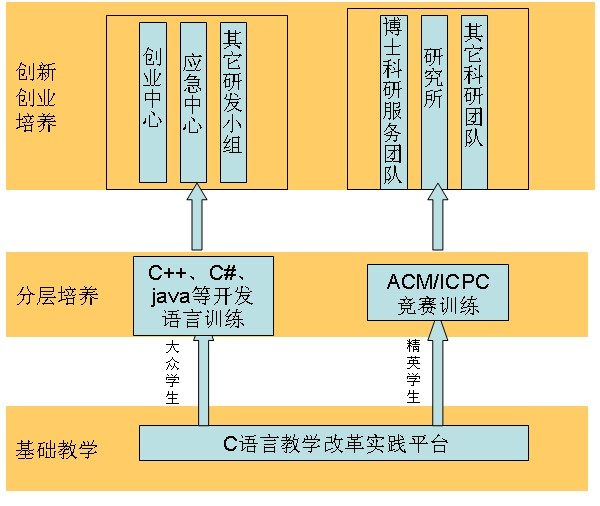 创新
创业
培养
创业中心
应急中心
其它研发小组
博士科研服务团队
研究所
其它科研团队
分层培养
C++、C#、
java等开发
语言训练
ACM/ICPC
竞赛训练
大众学生
精英学生
基础教学
C语言教学改革实践平台